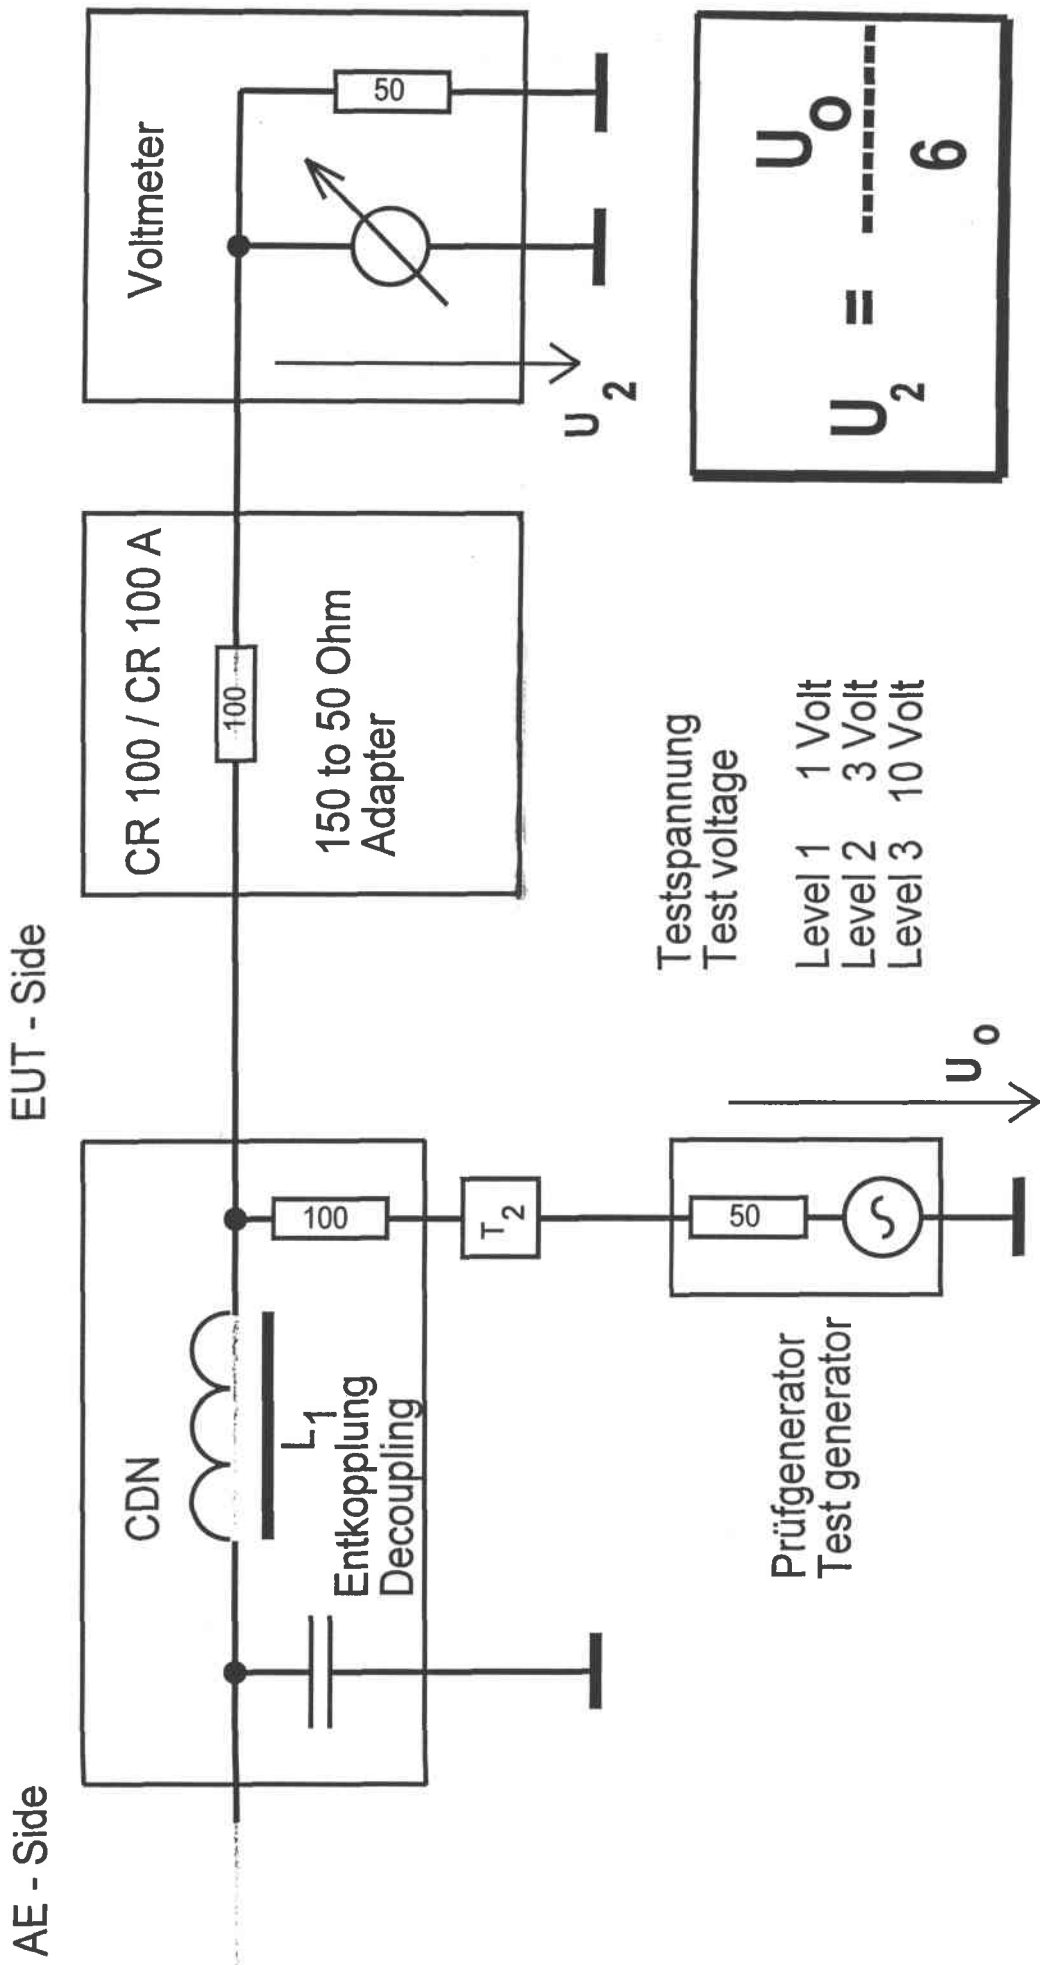 AE - Side
EUT - Side
CDN
L1
Entkopplung
Decoupling
100
T2
50
Prüfgenerator
Test generator
Uo
CR 100 / CR 100 A
100
150 to 50 Ohm
Adapter
Voltmeter
50
U2
Testspannung
Test voltage
Level 1 1 Volt
Level 2 3 Volt
Level 3 10 Volt
U2 = Uo
--------
6